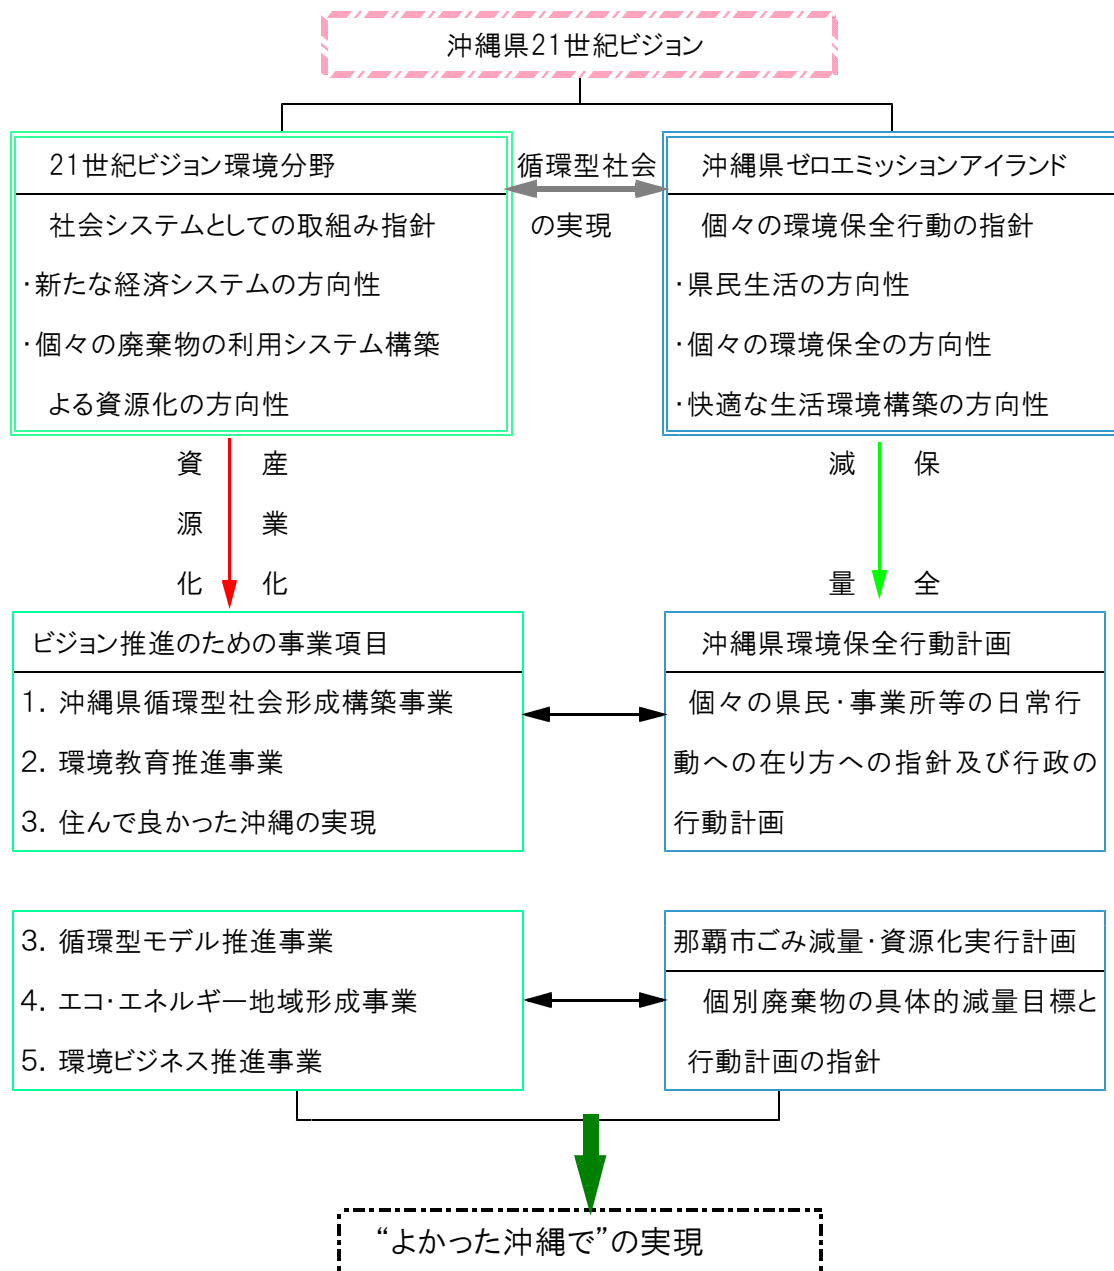 沖縄県21世紀ビジョン
21世紀ビジョン環境分野
社会システムとしての取組み指針
・新たな経済システムの方向性
・個々の廃棄物の利用システム構築
よる資源化の方向性
循環型社会
の実現
沖縄県ゼロエミッションアイランド
個々の環境保全行動の指針
・県民生活の方向性
・個々の環境保全の方向性
・快適な生活環境構築の方向性
資源化
産業化
減量
保全
ビジョン推進のための事業項目
1. 沖縄県循環型社会形成構築事業
2. 環境教育推進事業
3. 住んで良かった沖縄の実現
沖縄県環境保全行動計画
個々の県民・事業所等の日常行
動への在り方への指針及び行政の
行動計画
3. 循環型モデル推進事業
4. エコ・エネルギー地域形成事業
5. 環境ビジネス推進事業
那覇市ごみ減量・資源化実行計画
個別廃棄物の具体的減量目標と
行動計画の指針
“よかった沖縄で”の実現